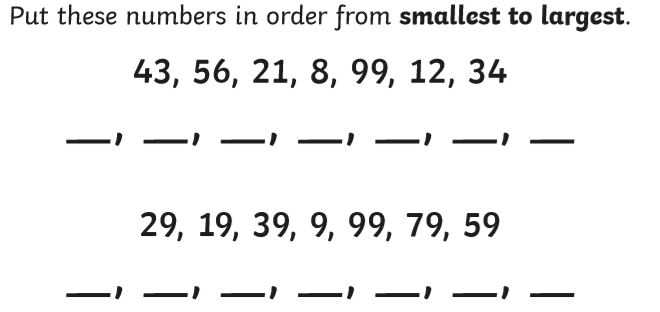 Put these numbers in order from smallest to largest.
43, 56, 21, 8, 99, 12, 34
__, __, __, __, __, __, __
29, 19, 39, 9, 99, 79, 59
__, __, __, __, __, __, __